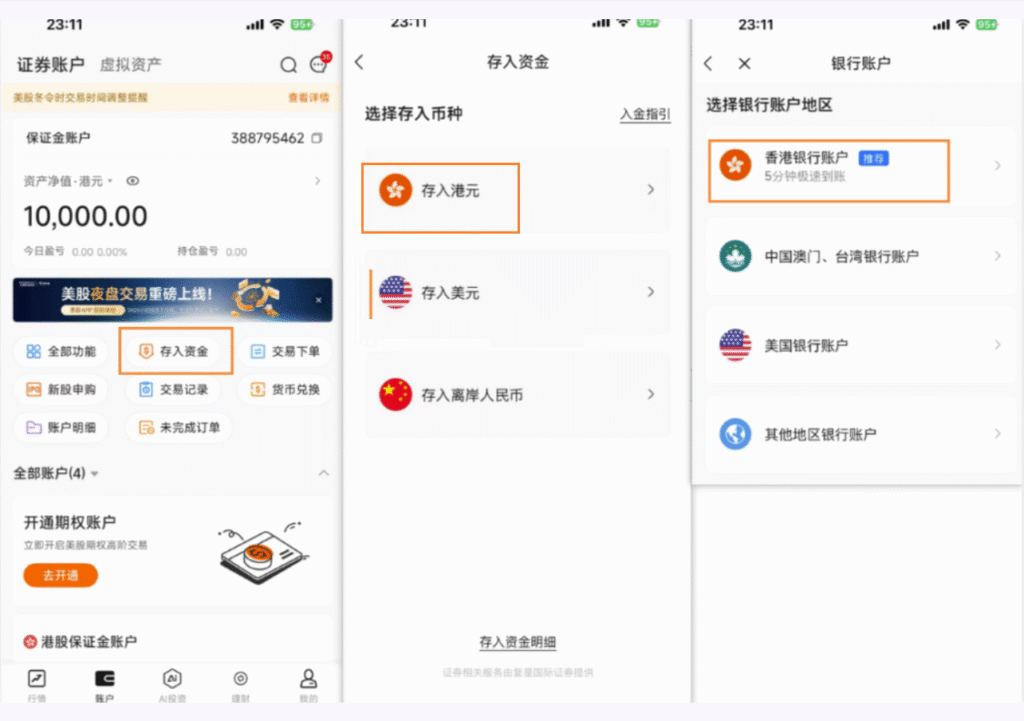 23:11
95+
证券账户 虚拟资产
35
美股冬令时交易时间调整提醒 查看详情
保证金账户 388795462
资产净值·港元
10,000.00
今日盈亏 0.00 0.00% 持仓盈亏 0.00
美股夜盘交易重磅上线!
全部功能 存入资金 交易下单
IPO 新股申购 交易记录 货币兑换
账户明细 未完成订单
全部账户(4)
开通期权账户
立即开启美股期权高阶交易
去开通
港股保证金账户
行情 账户 AI投资 理财 我的
23:11
95+
存入资金
选择存入币种 入金指引
存入港元
存入美元
存入离岸人民币
存入资金明细
证券相关服务由复星国际证券提供
23:11
95+
银行账户
选择银行账户地区
香港银行账户 推荐
5分钟极速到账
中国澳门、台湾银行账户
美国银行账户
其他地区银行账户